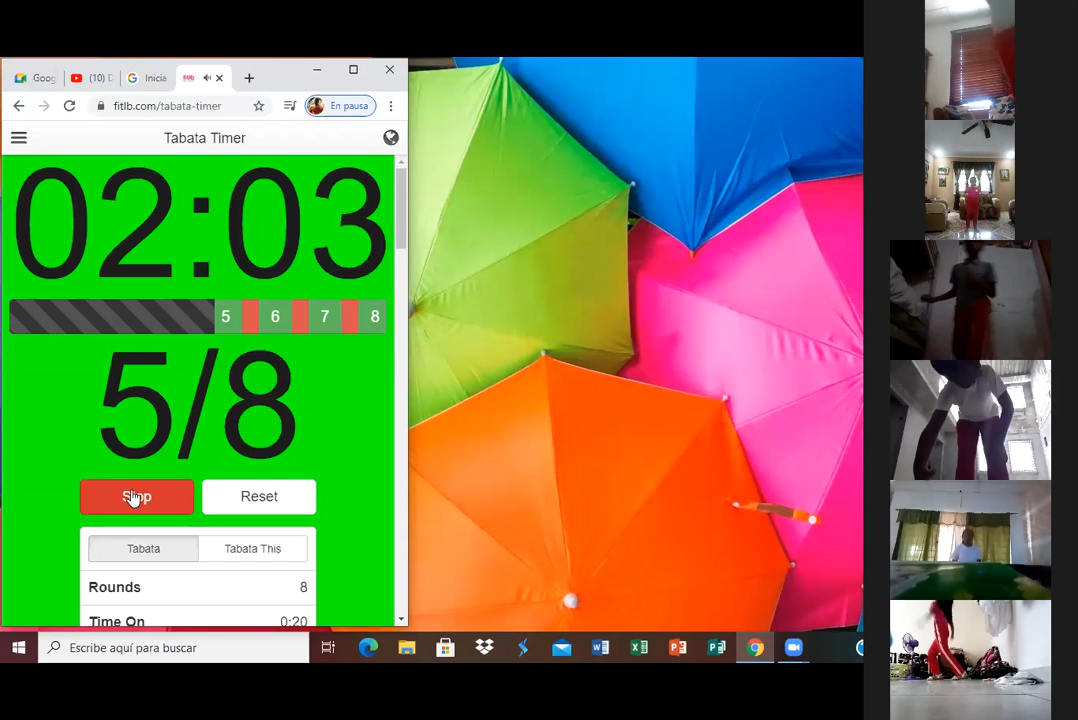 Goog
(10) D
Inicia
fitlb
fitlb.com/tabata-timer
En pausa
Tabata Timer
02:03
5 6 7 8
5/8
Stop
Reset
Tabata
Tabata This
Rounds 8
Time On 0:20
Escribe aquí para buscar